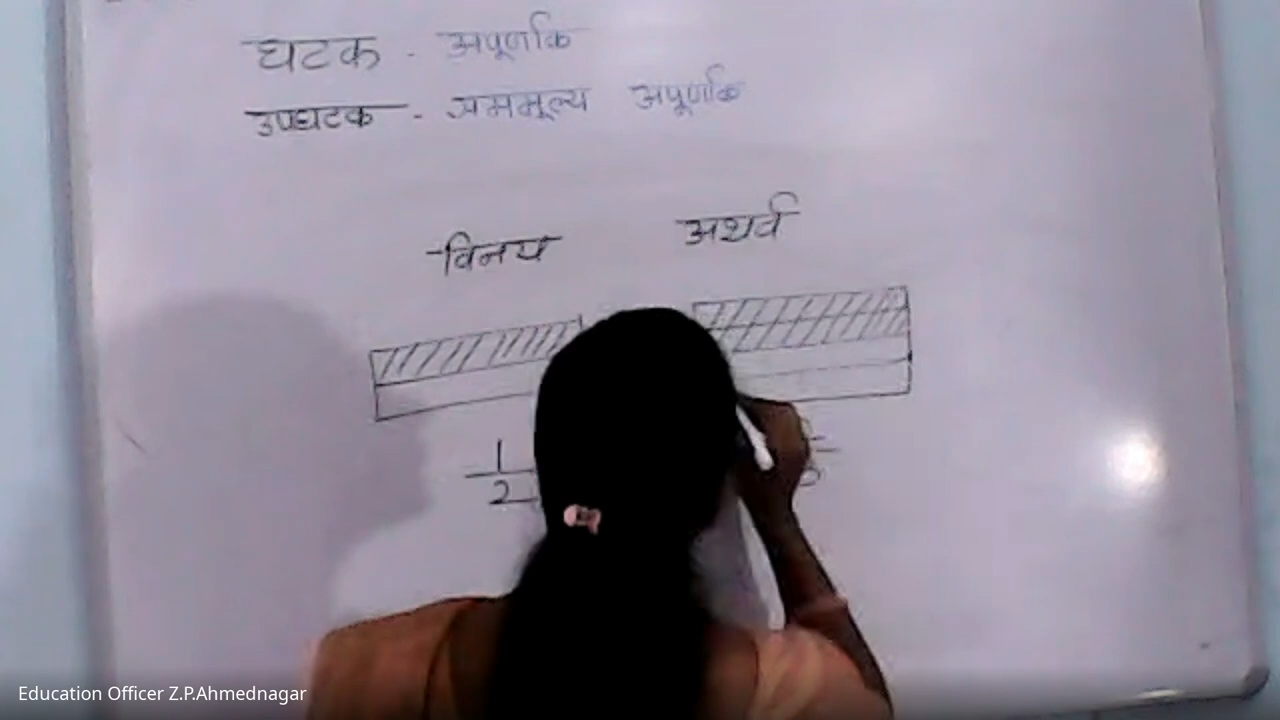 घटक - अपूर्णांक
उपघटक - सममूल्य अपूर्णांक
विनय अथर्व
1
2
Education Officer Z.P.Ahmednagar